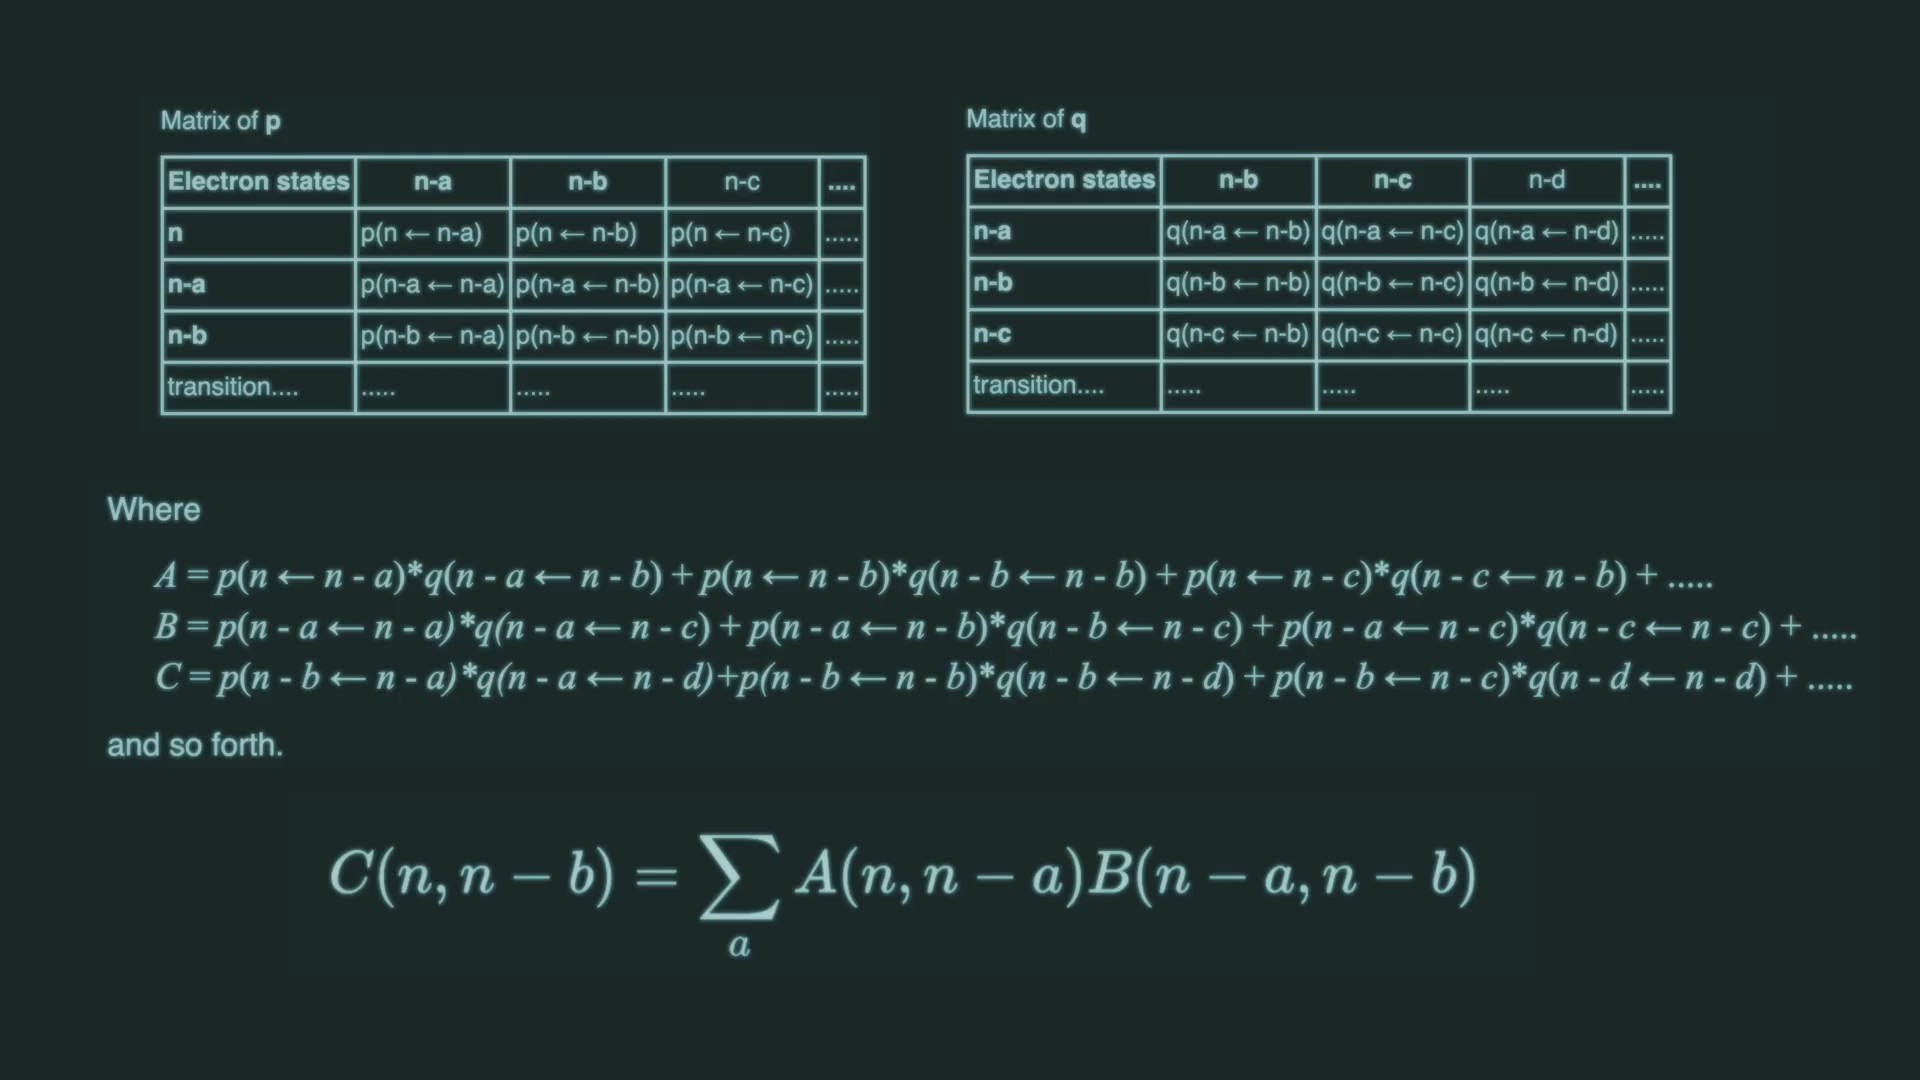 Matrix of p
Electron states n-a n-b n-c ....
n p(n ← n-a) p(n ← n-b) p(n ← n-c) .....
n-a p(n-a ← n-a) p(n-a ← n-b) p(n-a ← n-c) .....
n-b p(n-b ← n-a) p(n-b ← n-b) p(n-b ← n-c) .....
transition.... ..... ..... ..... .....
Matrix of q
Electron states n-b n-c n-d ....
n-a q(n-a ← n-b) q(n-a ← n-c) q(n-a ← n-d) .....
n-b q(n-b ← n-b) q(n-b ← n-c) q(n-b ← n-d) .....
n-c q(n-c ← n-b) q(n-c ← n-c) q(n-c ← n-d) .....
transition.... ..... ..... ..... .....
Where
A = p(n ← n - a)*q(n - a ← n - b) + p(n ← n - b)*q(n - b ← n - b) + p(n ← n - c)*q(n - c ← n - b) + .....
B = p(n - a ← n - a)*q(n - a ← n - c) + p(n - a ← n - b)*q(n - b ← n - c) + p(n - a ← n - c)*q(n - c ← n - c) + .....
C = p(n - b ← n - a)*q(n - a ← n - d)+p(n - b ← n - b)*q(n - b ← n - d) + p(n - b ← n - c)*q(n - d ← n - d) + .....
and so forth.
C(n, n − b) = ∑ A(n, n − a)B(n − a, n − b)
a